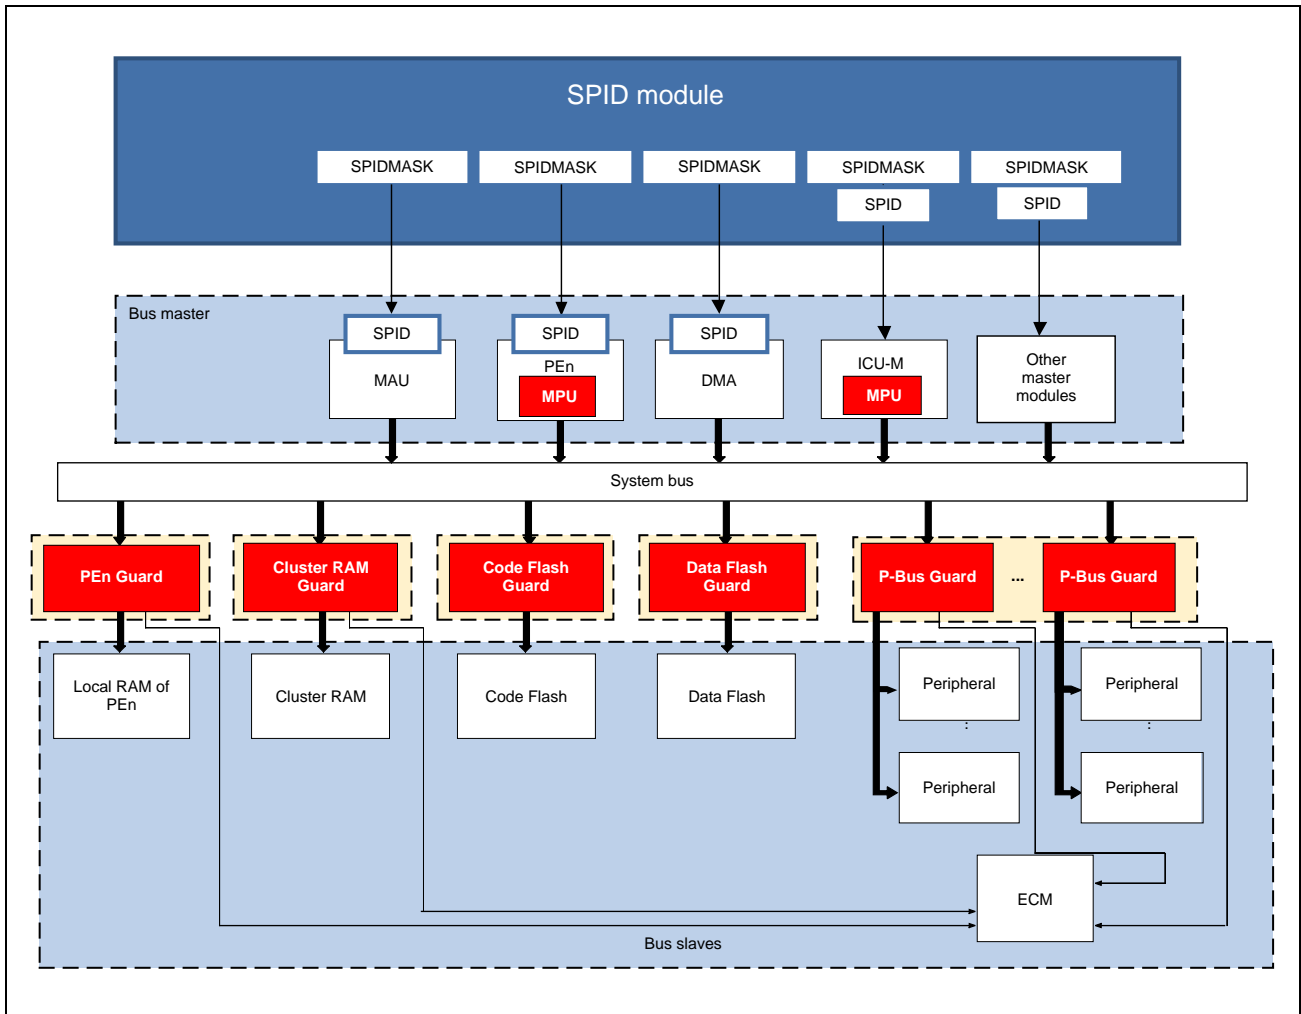 SPID module
SPIDMASK SPIDMASK SPIDMASK SPIDMASK SPIDMASK
SPID SPID
Bus master
SPID SPID SPID
MAU
PEn
MPU
DMA
ICU-M
MPU
Other
master
modules
System bus
PEn Guard
Cluster RAM
Guard
Code Flash
Guard
Data Flash
Guard
P-Bus Guard
...
P-Bus Guard
Local RAM of
PEn
Cluster RAM
Code Flash
Data Flash
Peripheral
Peripheral
...
...
Peripheral
Peripheral
ECM
Bus slaves